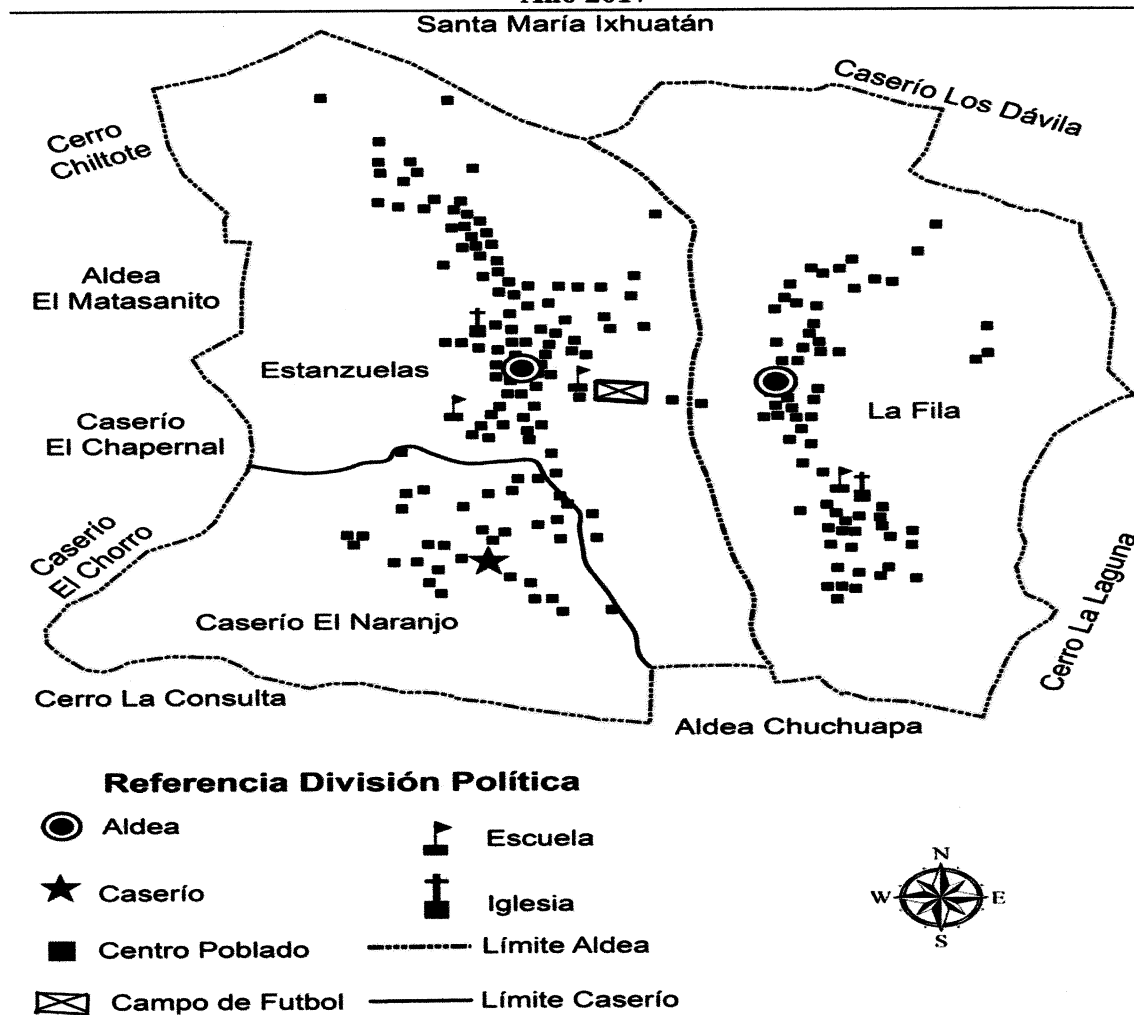 Año 2017
Santa María Ixhuatán
Caserío Los Dávila
Cerro
Chiltote
Aldea
El Matasanito
Estanzuelas
La Fila
Caserío
El Chapernal
Caserío
El Chorro
Caserío El Naranjo
Cerro La Laguna
Cerro La Consulta
Aldea Chuchuapa
Referencia División Política
Aldea
Escuela
Caserío
Iglesia
Centro Poblado
Límite Aldea
Campo de Futbol
Límite Caserío
N
W
E
S